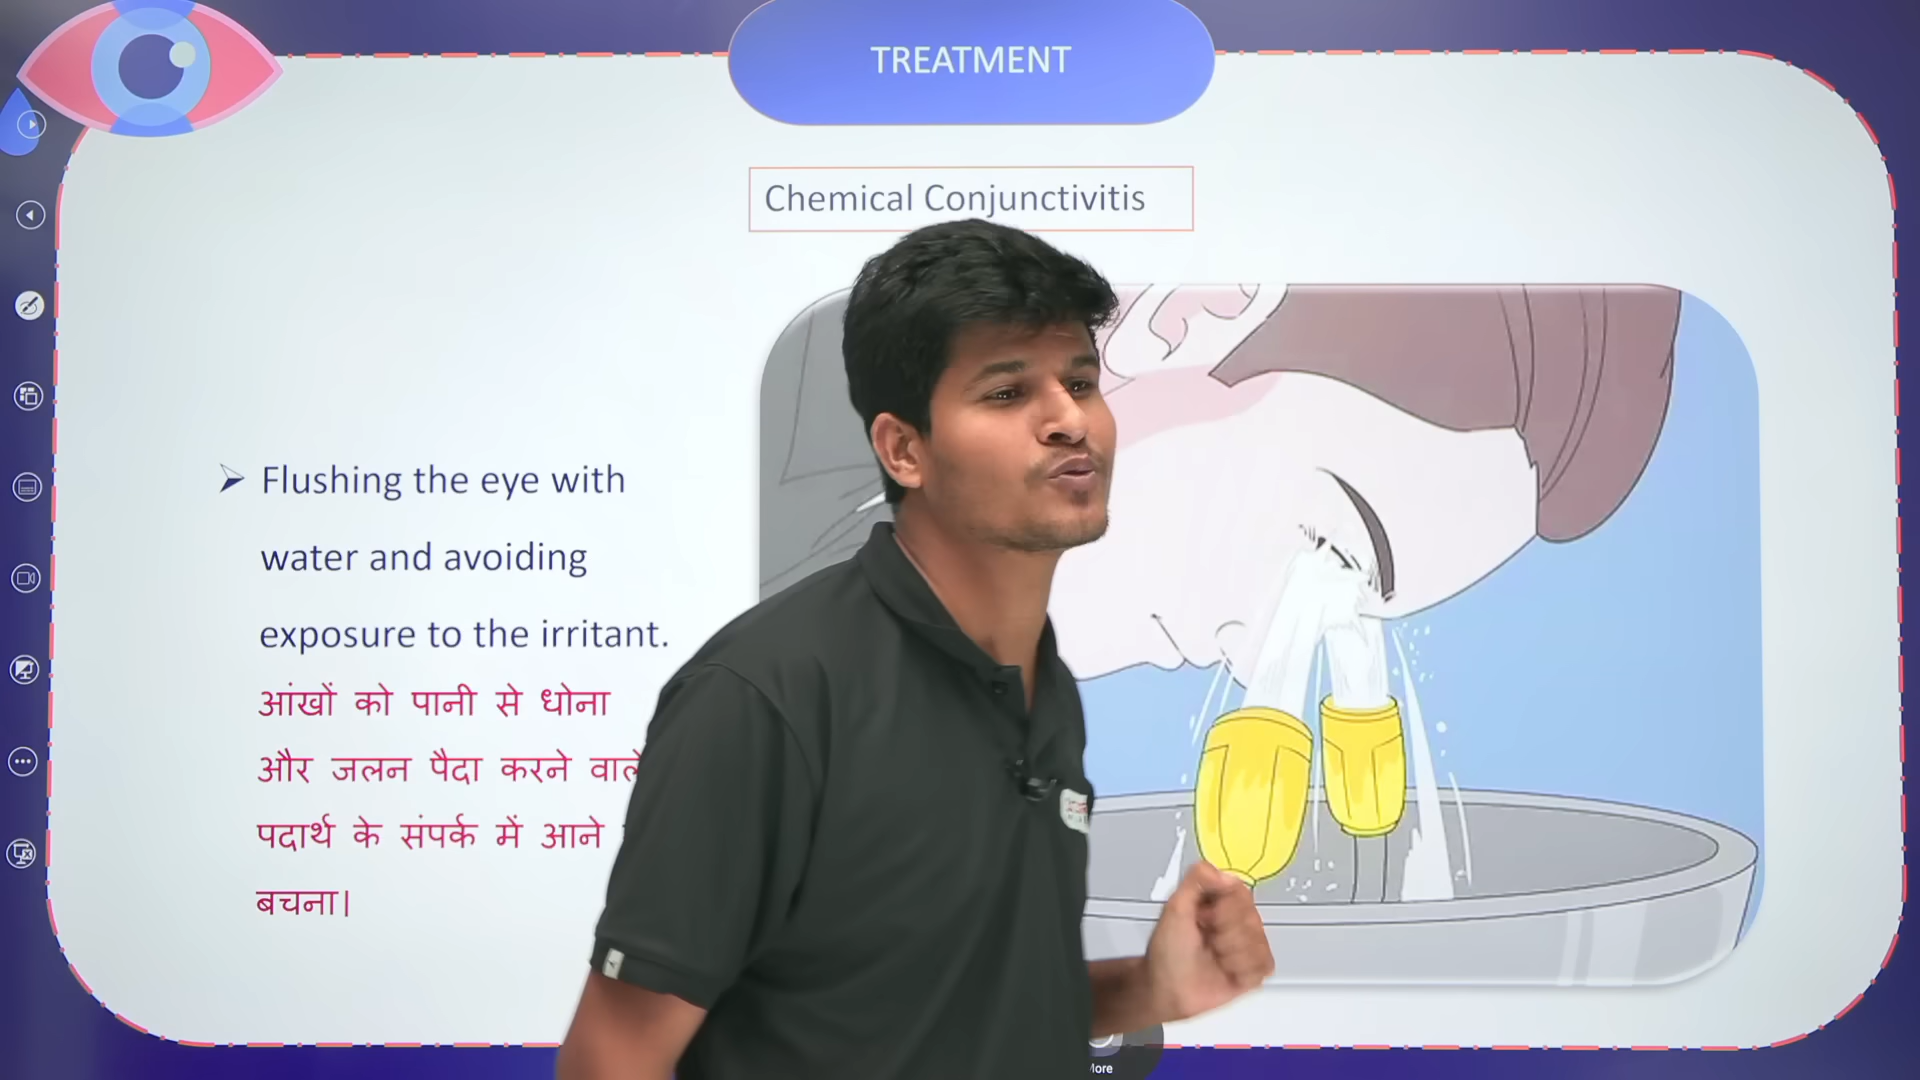 TREATMENT
Chemical Conjunctivitis
➢ Flushing the eye with
water and avoiding
exposure to the irritant.
आंखों को पानी से धोना
और जलन पैदा करने वाले
पदार्थ के संपर्क में आने
बचना।